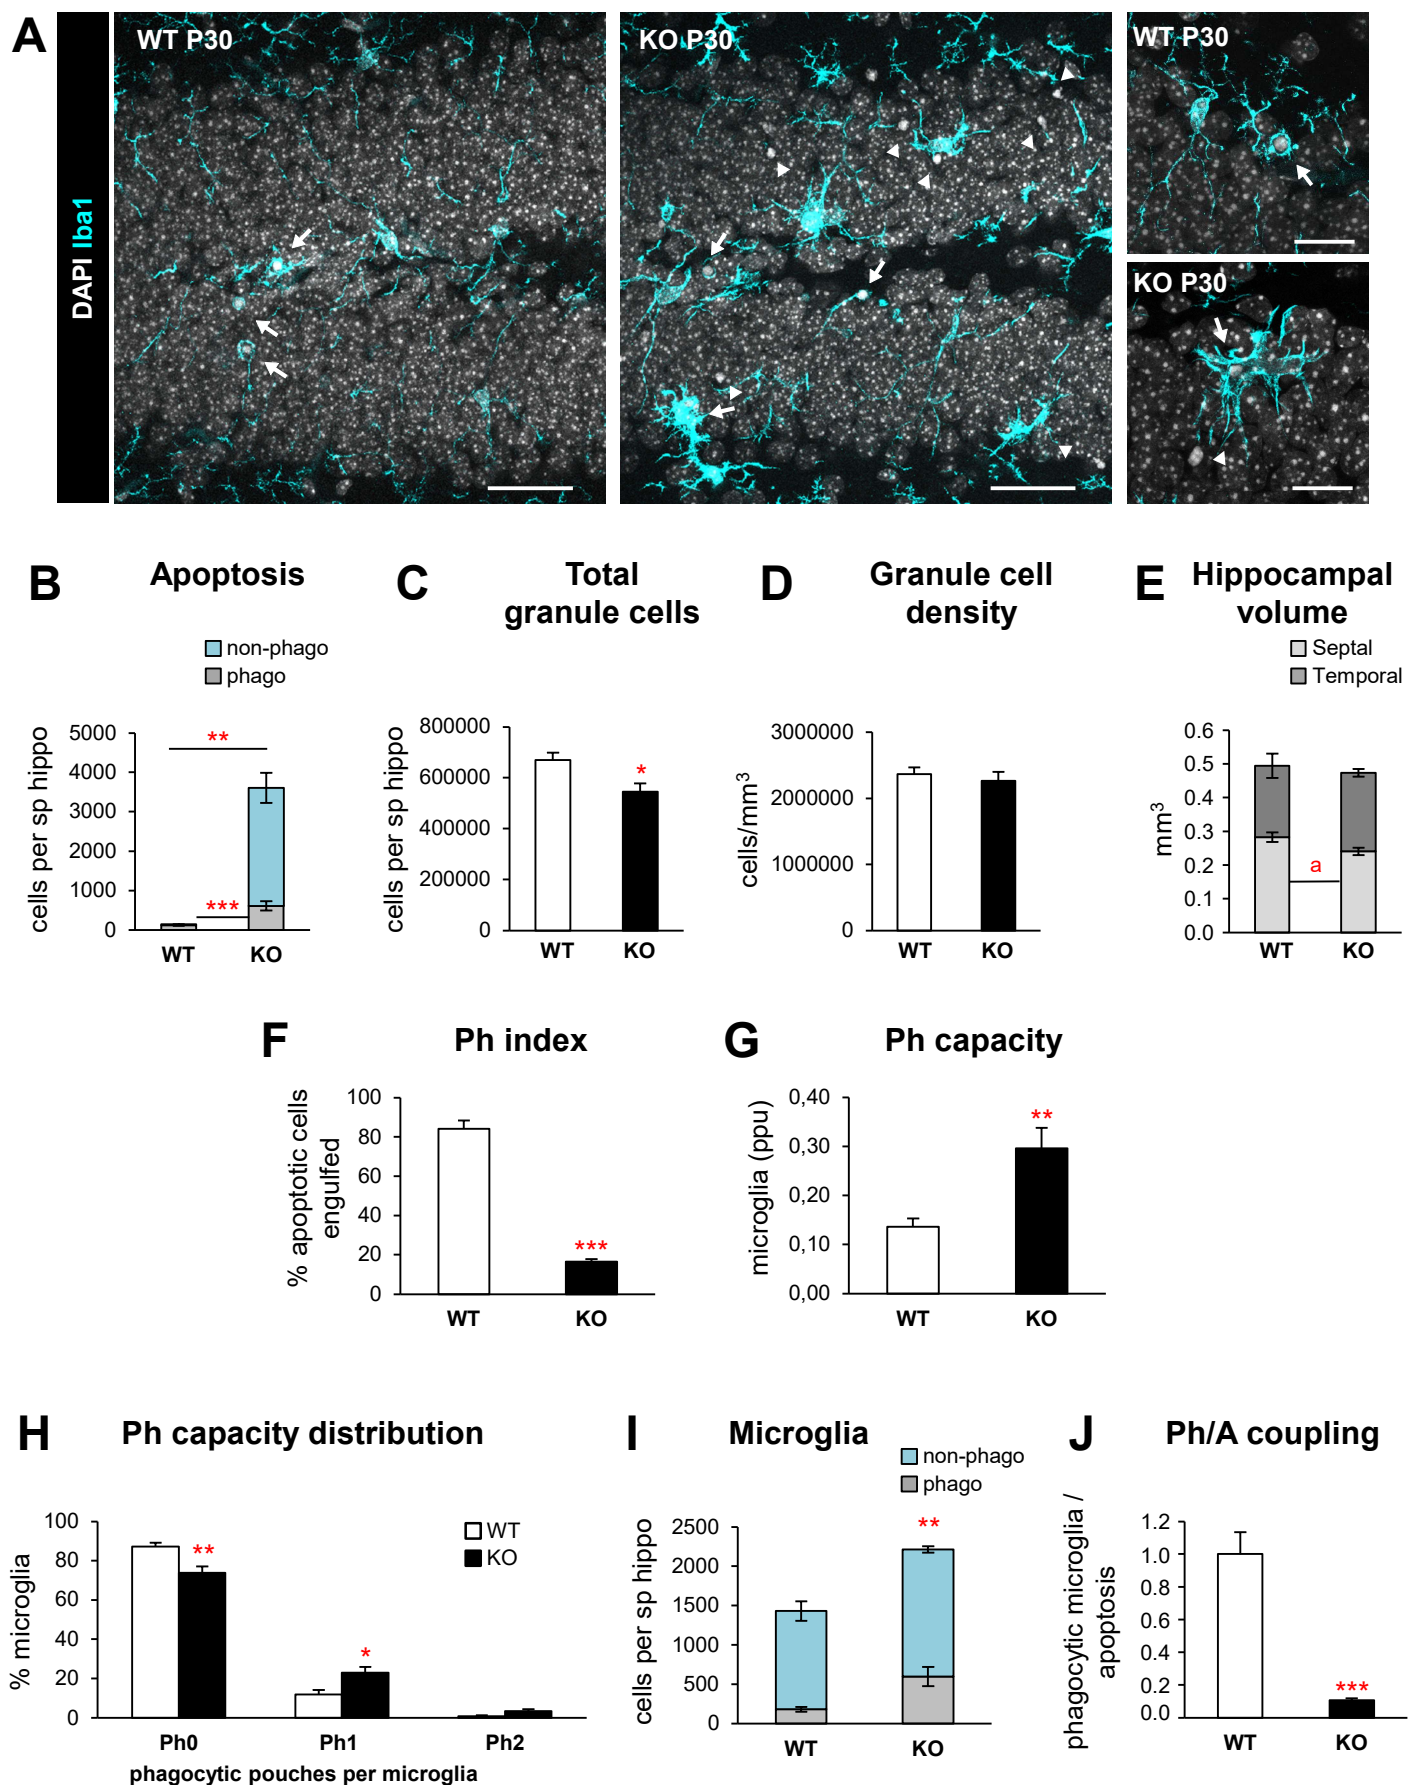 A
DAPI Iba1
WT P30
KO P30
WT P30
KO P30
B
Apoptosis
non-phago
phago
cells per sp hippo
5000
4000
3000
2000
1000
0
**
***
WT
KO
C
Total
granule cells
cells per sp hippo
800000
600000
400000
200000
0
*
WT
KO
D
Granule cell
density
cells/mm³
3000000
2000000
1000000
0
WT
KO
E
Hippocampal
volume
Septal
Temporal
mm³
0.6
0.5
0.4
0.3
0.2
0.1
0.0
a
WT
KO
F
Ph index
% apoptotic cells
engulfed
100
80
60
40
20
0
***
WT
KO
G
Ph capacity
microglia (ppu)
0,40
0,30
0,20
0,10
0,00
**
WT
KO
H
Ph capacity distribution
% microglia
100
80
60
40
20
0
**
*
WT
KO
Ph0
Ph1
Ph2
phagocytic pouches per microglia
I
Microglia
non-phago
phago
cells per sp hippo
2500
2000
1500
1000
500
0
**
WT
KO
J
Ph/A coupling
phagocytic microglia /
apoptosis
1.2
1.0
0.8
0.6
0.4
0.2
0.0
***
WT
KO